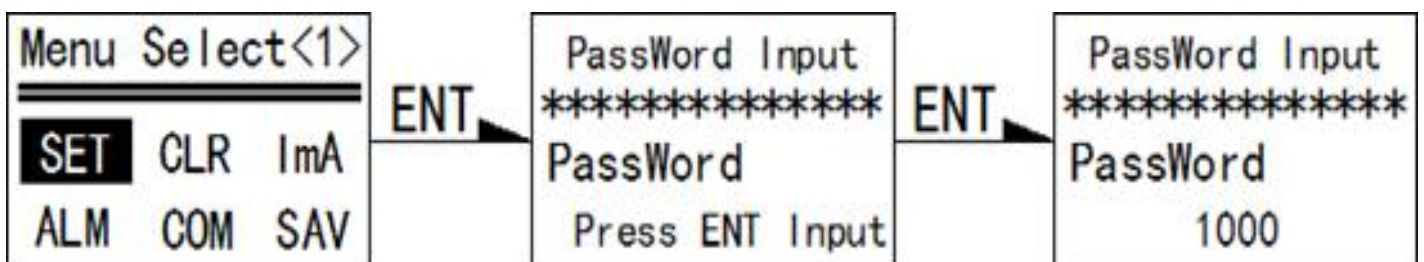 Menu Select<1>
SET CLR ImA
ALM COM SAV
ENT
PassWord Input
**************
PassWord
Press ENT Input
ENT
PassWord Input
**************
PassWord
1000